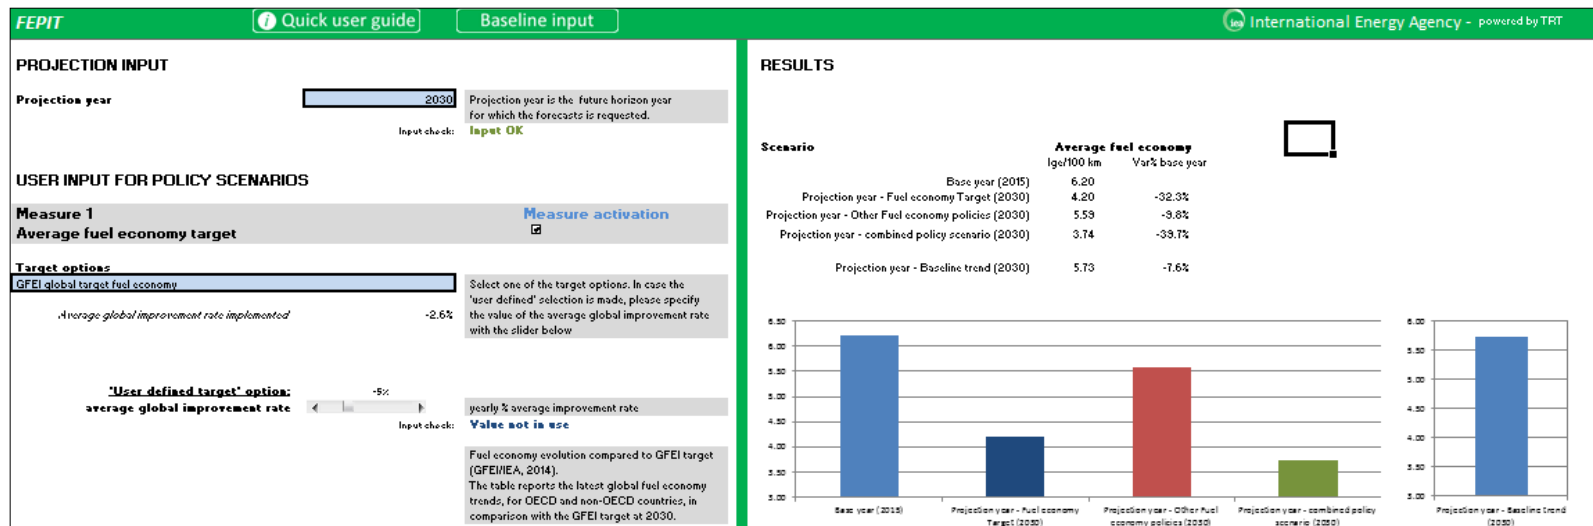 FEPIT
Quick user guide
Baseline input
iea International Energy Agency - powered by TRT
PROJECTION INPUT
Projection year
2030
Projection year is the future horizon year
for which the forecasts is requested.
Input check: Input OK
USER INPUT FOR POLICY SCENARIOS
Measure 1
Measure activation
Average fuel economy target
Target options
GFEI global target fuel economy
Average global improvement rate implemented
-2.6%
Select one of the target options. In case the
'user defined' selection is made, please specify
the value of the average global improvement rate
with the slider below
'User defined target' option:
-5%
average global improvement rate
yearly % average improvement rate
Input check: Value not in use
Fuel economy evolution compared to GFEI target
(GFEI/IEA, 2014).
The table reports the latest global fuel economy
trends, for OECD and non-OECD countries, in
comparison with the GFEI target at 2030.
RESULTS
Scenario
Average fuel economy
lge/100 km Var% base year
Base year (2015) 6.20
Projection year - Fuel economy Target (2030) 4.20 -32.3%
Projection year - Other Fuel economy policies (2030) 5.59 -9.8%
Projection year - combined policy scenario (2030) 3.74 -39.7%
Projection year - Baseline trend (2030) 5.73 -7.6%
6.50
6.00
5.50
5.00
4.50
4.00
3.50
3.00
Base year (2015)
Projection year - Fuel economy
Target (2030)
Projection year - Other Fuel
economy policies (2030)
Projection year - combined policy
scenario (2030)
6.00
5.50
5.00
4.50
4.00
3.50
3.00
Projection year - Baseline trend
(2030)